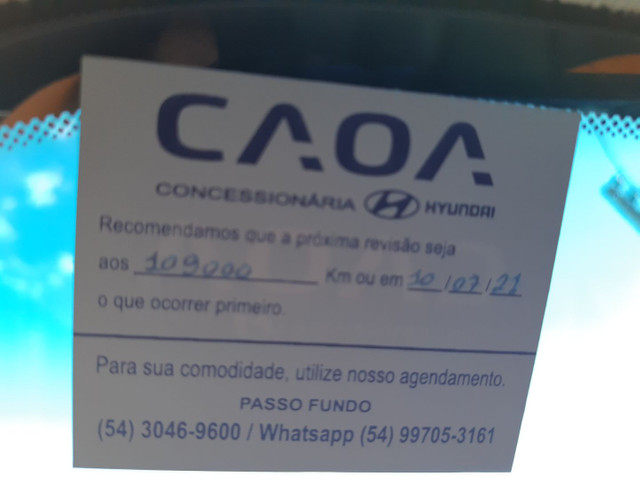 CAOA
CONCESSIONÁRIA HYUNDAI
Recomendamos que a próxima revisão seja
aos 109000 Km ou em 10/07/21
o que ocorrer primeiro.
Para sua comodidade, utilize nosso agendamento.
PASSO FUNDO
(54) 3046-9600 / Whatsapp (54) 99705-3161